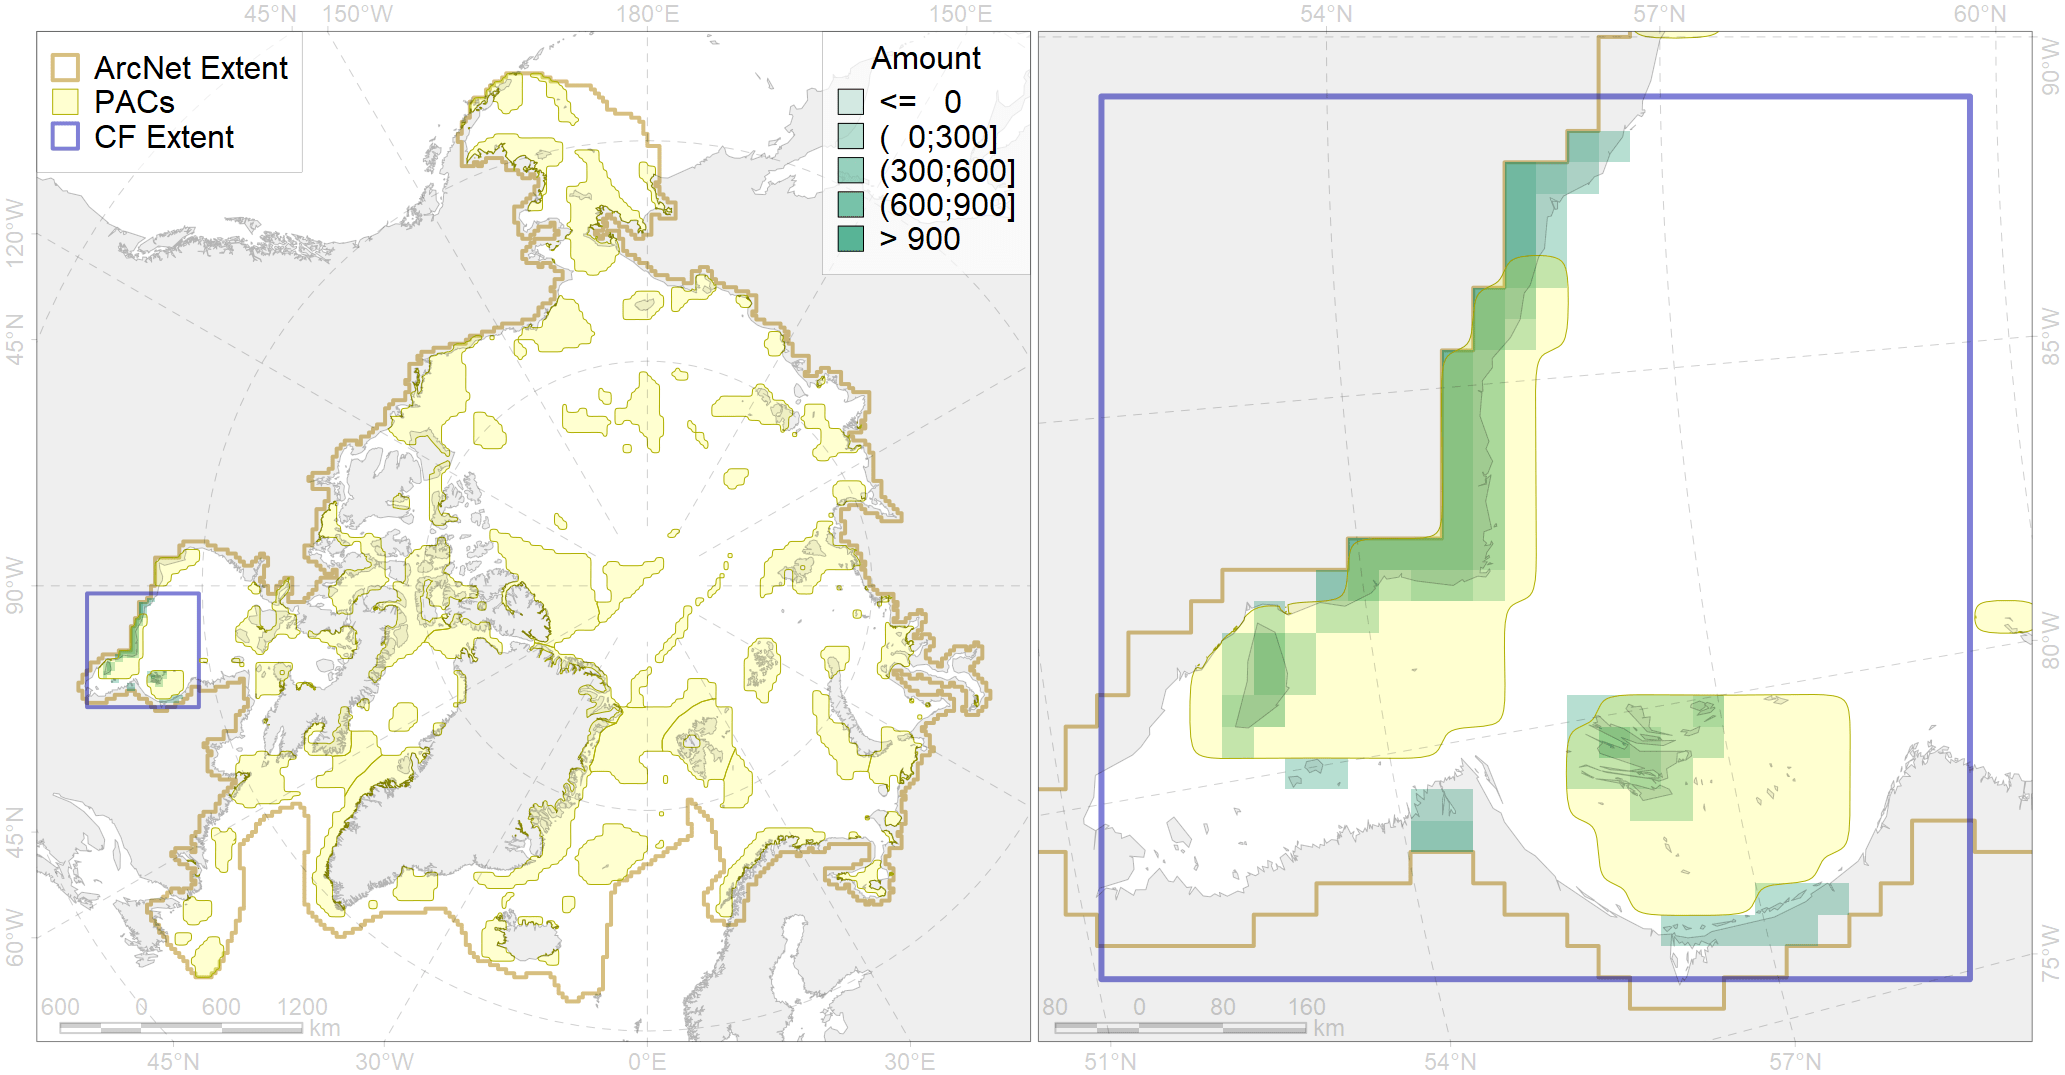 45°N 150°W 180°E 150°E 54°N 57°N 60°N
ArcNet Extent
PACs
CF Extent
Amount
<= 0
( 0;300]
(300;600]
(600;900]
> 900
120°W
45°N
90°W
45°N
60°W
90°W
85°W
80°W
75°W
600 0 600 1200
km
80 0 80 160
km
45°N 30°W 0°E 30°E 51°N 54°N 57°N